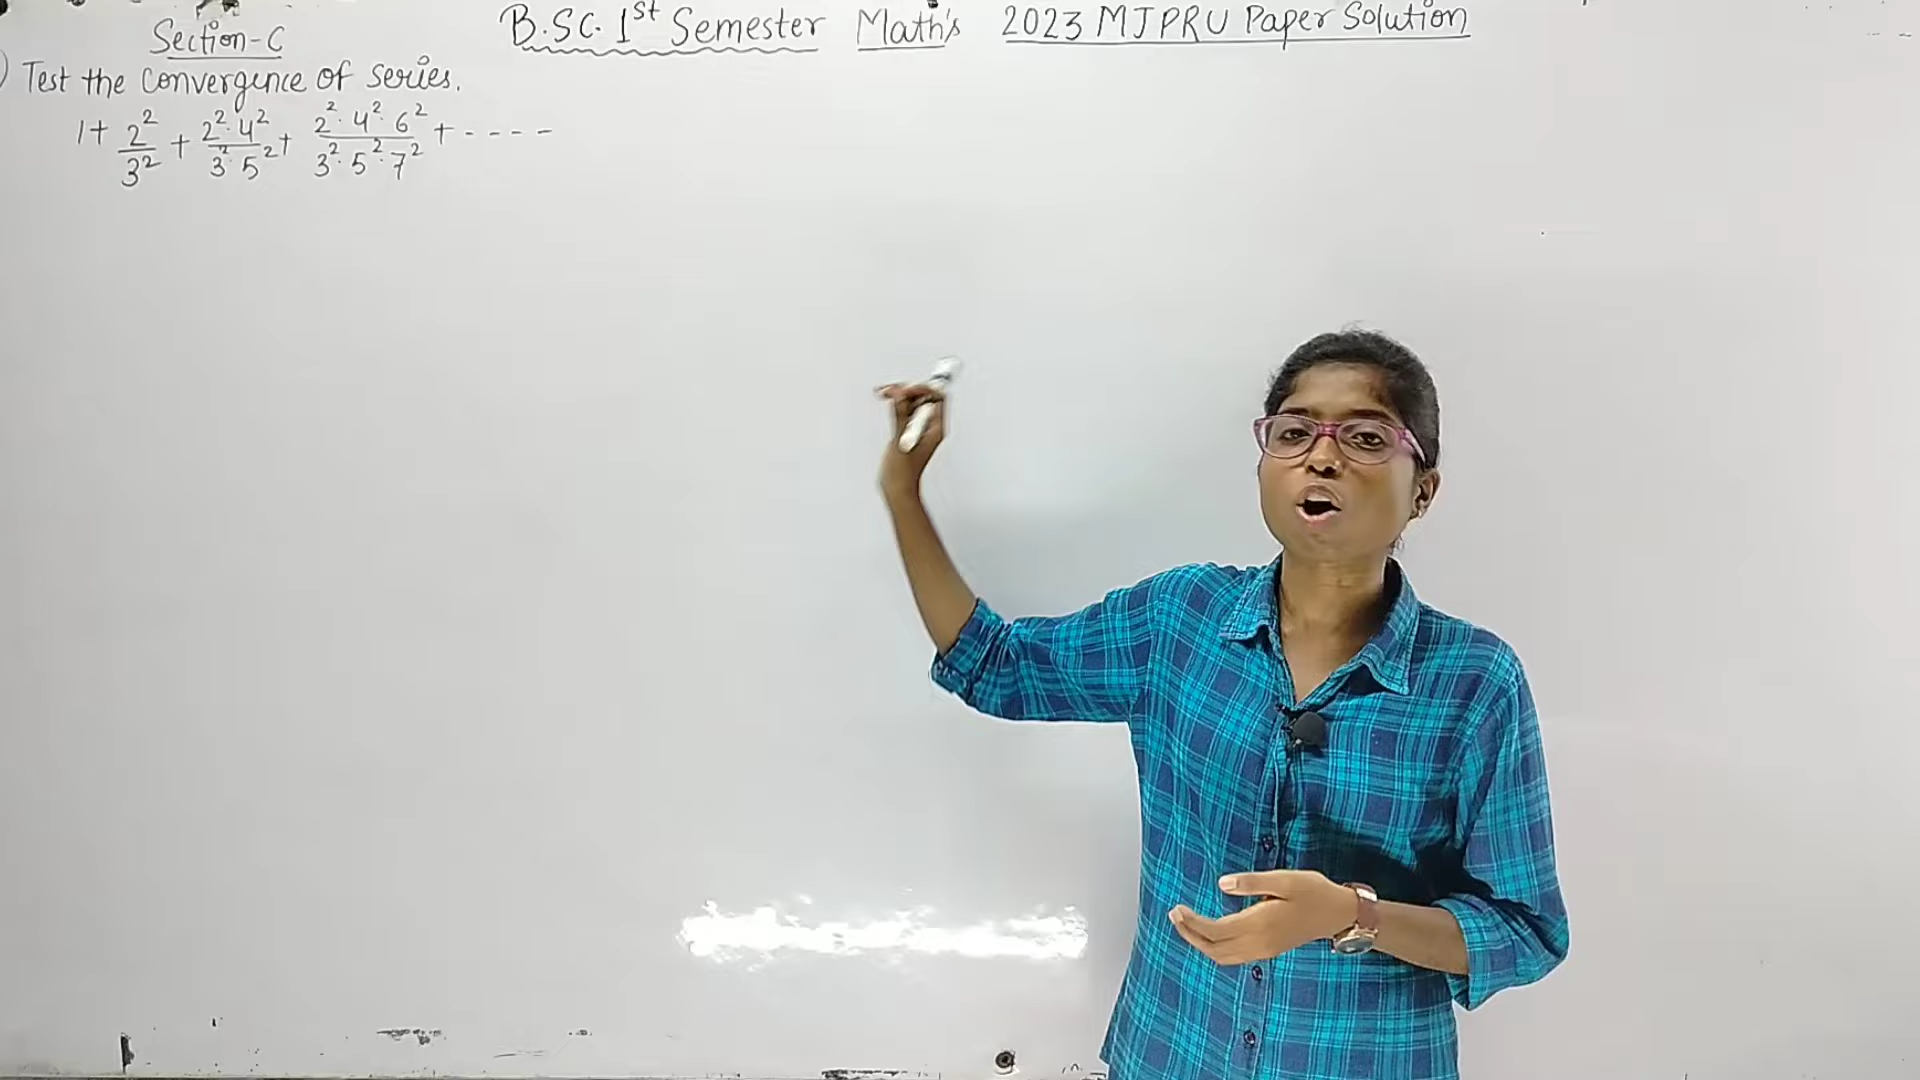 B.Sc. 1st Semester Math's 2023 MJPRU Paper Solution
Section-C
) Test the convergence of series.
1 + 2²/3² + 2²·4²/3²·5² + 2²·4²·6²/3²·5²·7² + ----